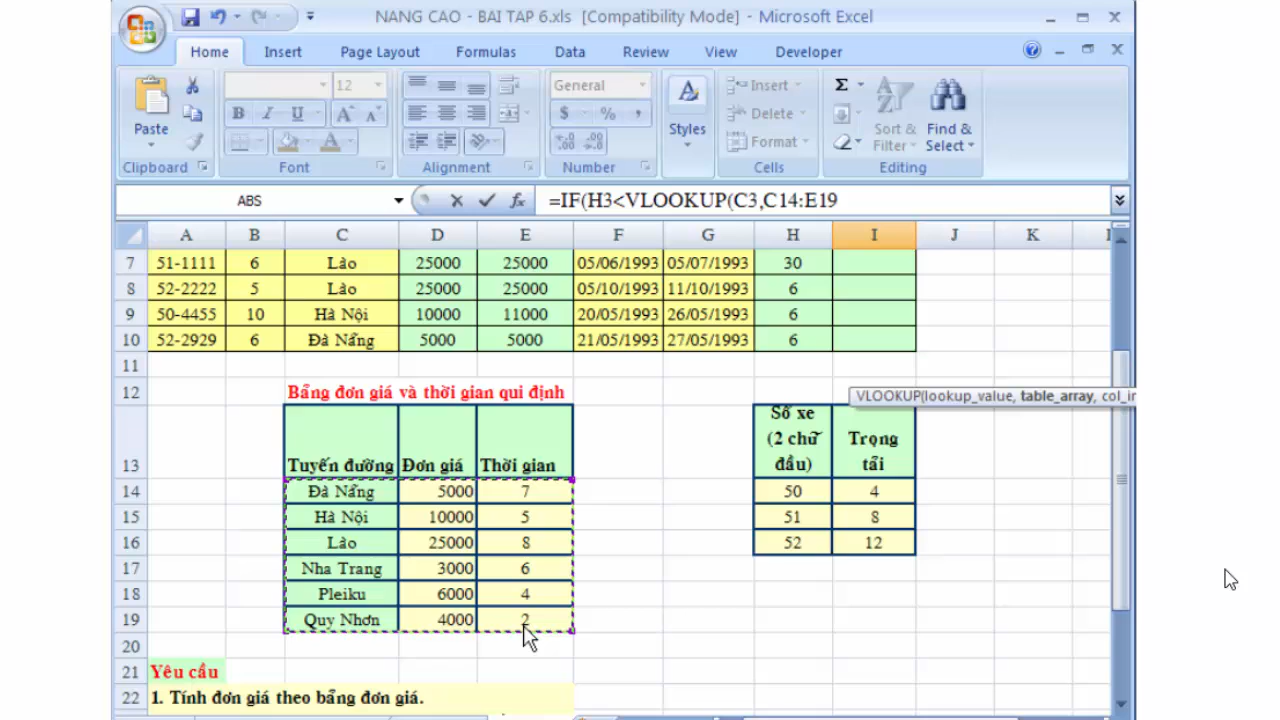 NANG CAO - BAI TAP 6.xls [Compatibility Mode] - Microsoft Excel
Home Insert Page Layout Formulas Data Review View Developer
12 General Insert Σ
Paste B I U A A $ % , Styles Delete Sort & Find &
A Format Filter Select
Clipboard Font Alignment Number Cells Editing
ABS fx =IF(H3<VLOOKUP(C3,C14:E19
A B C D E F G H I J K
7 51-1111 6 Lào 25000 25000 05/06/1993 05/07/1993 30
8 52-2222 5 Lào 25000 25000 05/10/1993 11/10/1993 6
9 50-4455 10 Hà Nội 10000 11000 20/05/1993 26/05/1993 6
10 52-2929 6 Đà Nẵng 5000 5000 21/05/1993 27/05/1993 6
11
12 Bảng đơn giá và thời gian qui định
VLOOKUP(lookup_value, table_array, col_in
13 Tuyến đường Đơn giá Thời gian Số xe (2 chữ đầu) Trọng tải
14 Đà Nẵng 5000 7 50 4
15 Hà Nội 10000 5 51 8
16 Lào 25000 8 52 12
17 Nha Trang 3000 6
18 Pleiku 6000 4
19 Quy Nhơn 4000 2
20
21 Yêu cầu
22 1. Tính đơn giá theo bảng đơn giá.